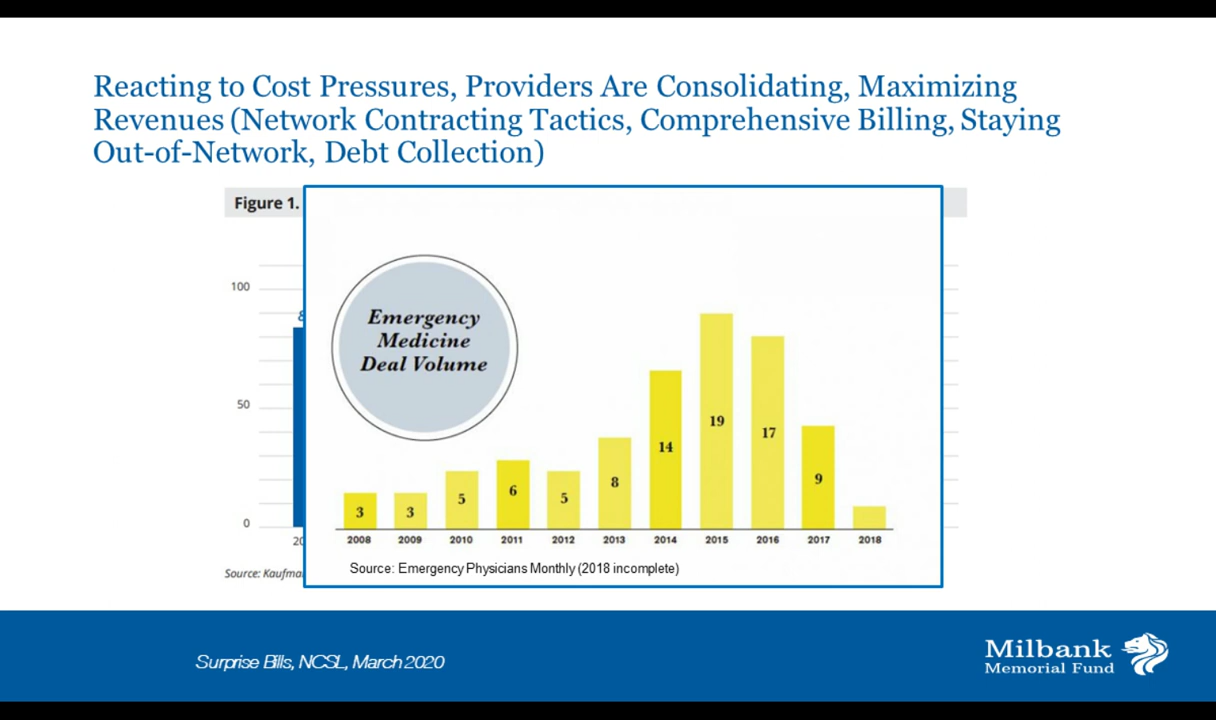 Reacting to Cost Pressures, Providers Are Consolidating, Maximizing
Revenues (Network Contracting Tactics, Comprehensive Billing, Staying
Out-of-Network, Debt Collection)
Figure 1.
100
50
0
Source:
Emergency
Medicine
Deal Volume
3
3
5
6
5
8
14
19
17
9
2008
2009
2010
2011
2012
2013
2014
2015
2016
2017
2018
Source: Emergency Physicians Monthly (2018 incomplete)
Surprise Bills, NCSL, March 2020
Milbank
Memorial Fund